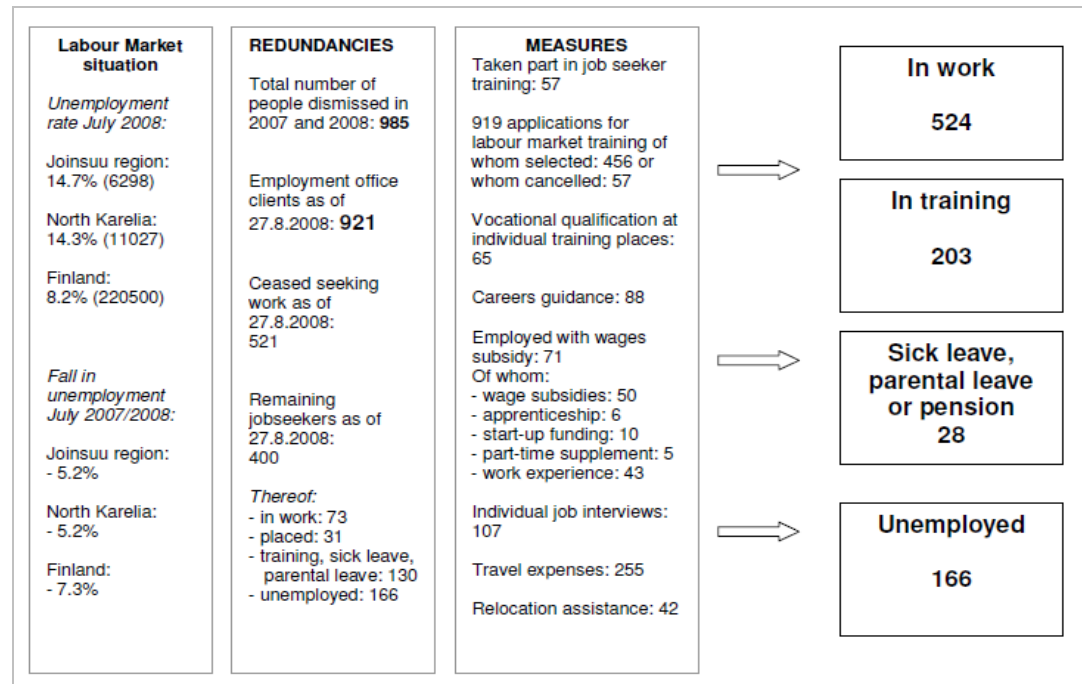 Labour Market
situation
Unemployment
rate July 2008:
Joinsuu region:
14.7% (6298)
North Karelia:
14.3% (11027)
Finland:
8.2% (220500)
Fall in
unemployment
July 2007/2008:
Joinsuu region:
- 5.2%
North Karelia:
- 5.2%
Finland:
- 7.3%
REDUNDANCIES
Total number of
people dismissed in
2007 and 2008: 985
Employment office
clients as of
27.8.2008: 921
Ceased seeking
work as of
27.8.2008:
521
Remaining
jobseekers as of
27.8.2008:
400
Thereof:
- in work: 73
- placed: 31
- training, sick leave,
parental leave: 130
- unemployed: 166
MEASURES
Taken part in job seeker
training: 57
919 applications for
labour market training of
whom selected: 456 or
whom cancelled: 57
Vocational qualification at
individual training places:
65
Careers guidance: 88
Employed with wages
subsidy: 71
Of whom:
- wage subsidies: 50
- apprenticeship: 6
- start-up funding: 10
- part-time supplement: 5
- work experience: 43
Individual job interviews:
107
Travel expenses: 255
Relocation assistance: 42
In work
524
In training
203
Sick leave,
parental leave
or pension
28
Unemployed
166